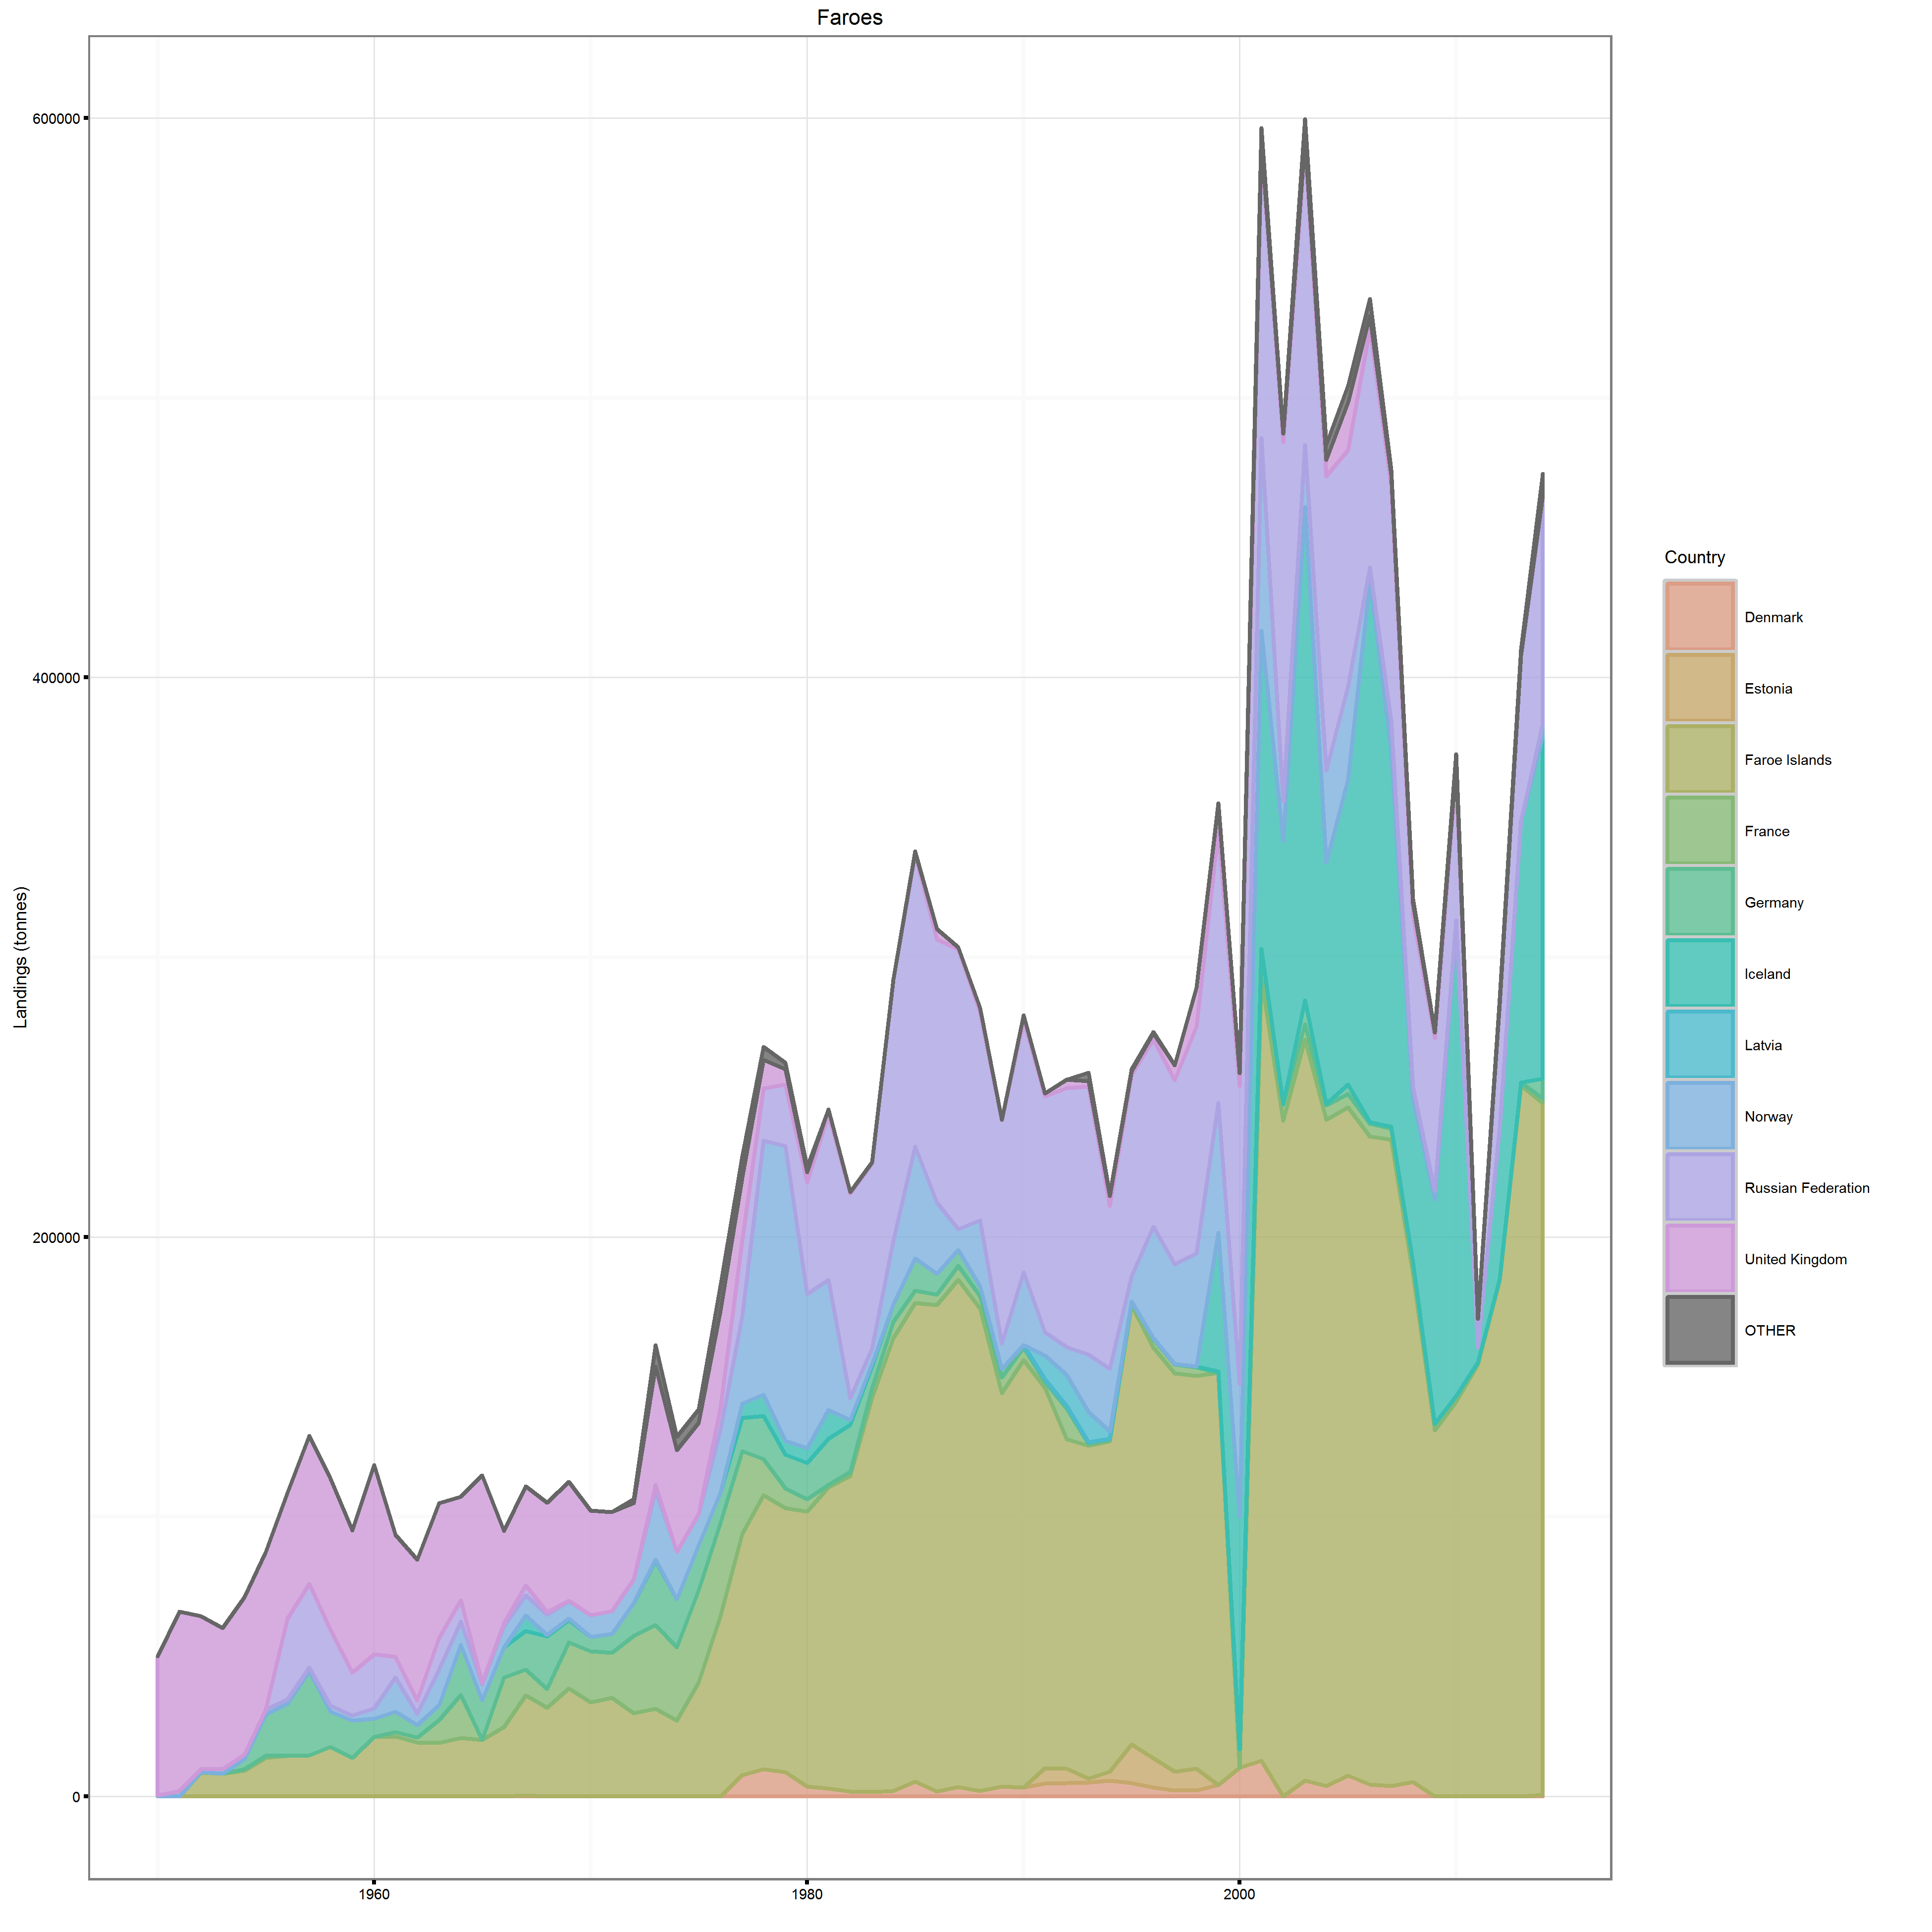 Faroes
Landings (tonnes)
600000
400000
200000
0
1960
1980
2000
Country
Denmark
Estonia
Faroe Islands
France
Germany
Iceland
Latvia
Norway
Russian Federation
United Kingdom
OTHER